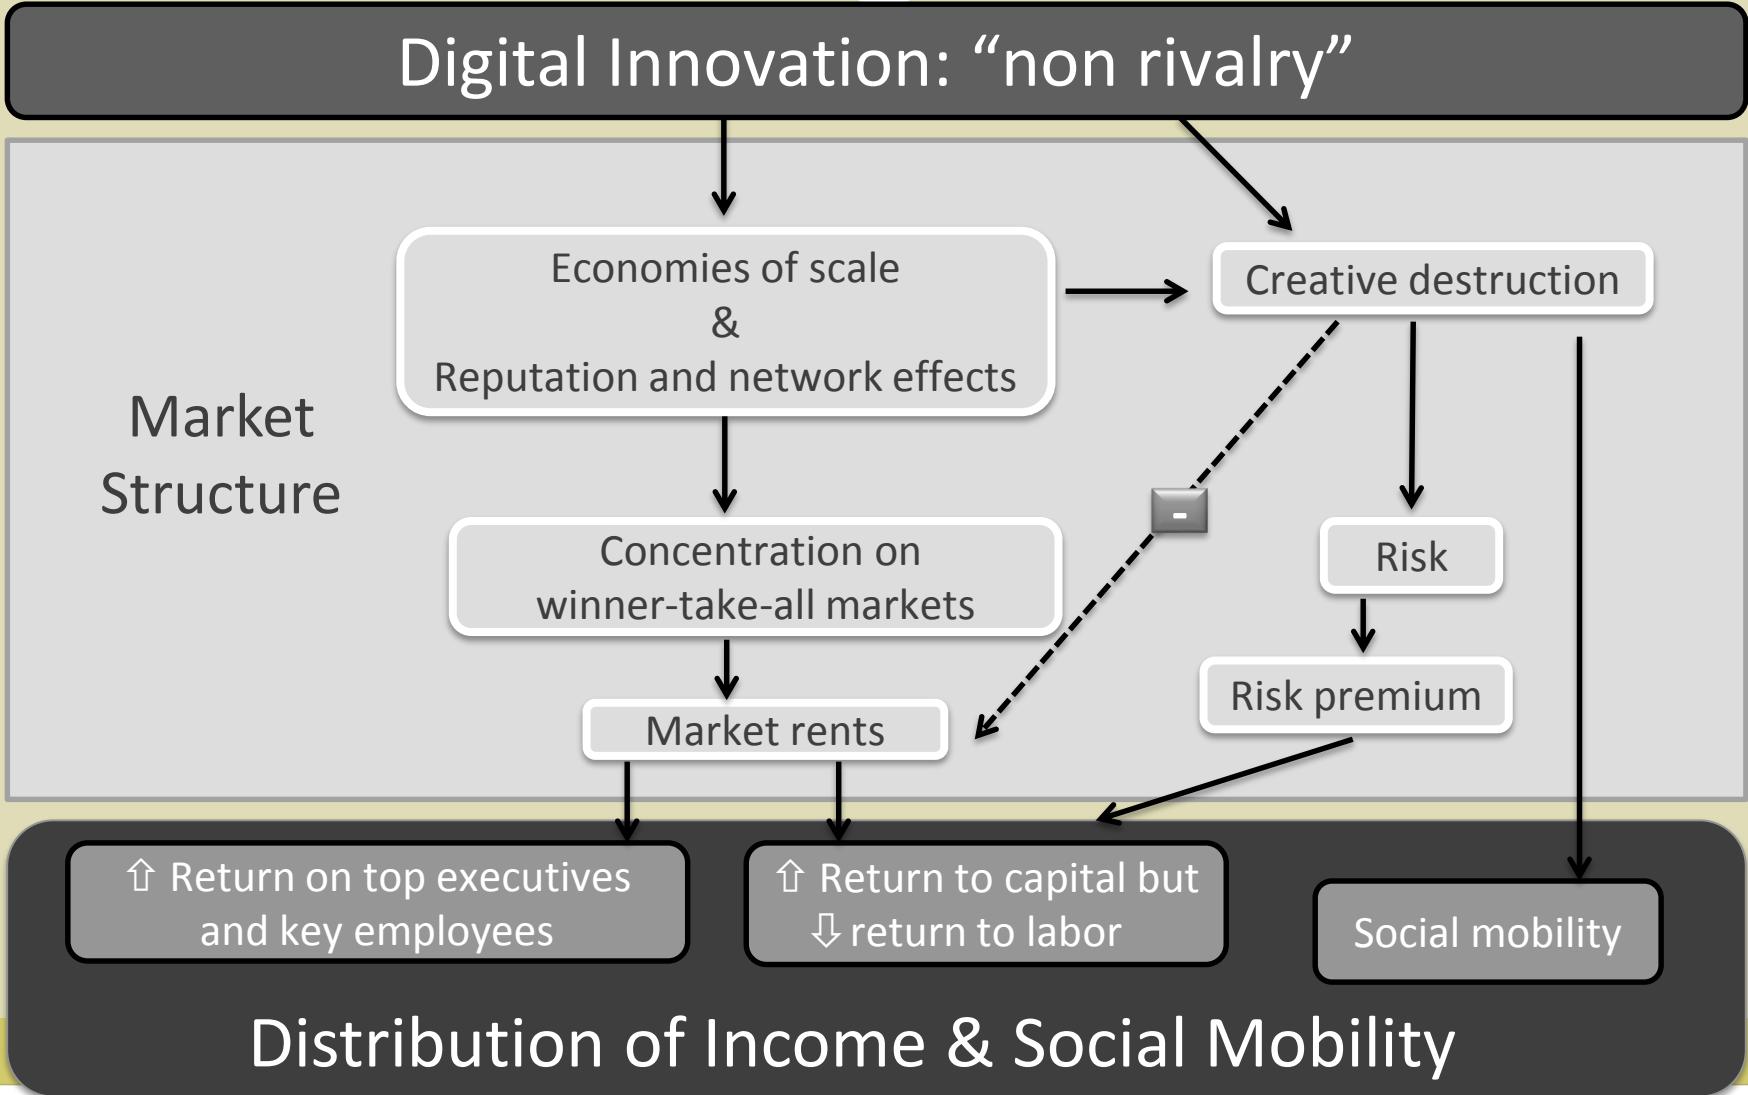 Digital Innovation: “non rivalry”
Economies of scale
&
Reputation and network effects
Creative destruction
Market
Structure
-
Concentration on
winner-take-all markets
Risk
Risk premium
Market rents
⇧ Return on top executives
and key employees
⇧ Return to capital but
⇩ return to labor
Social mobility
Distribution of Income & Social Mobility